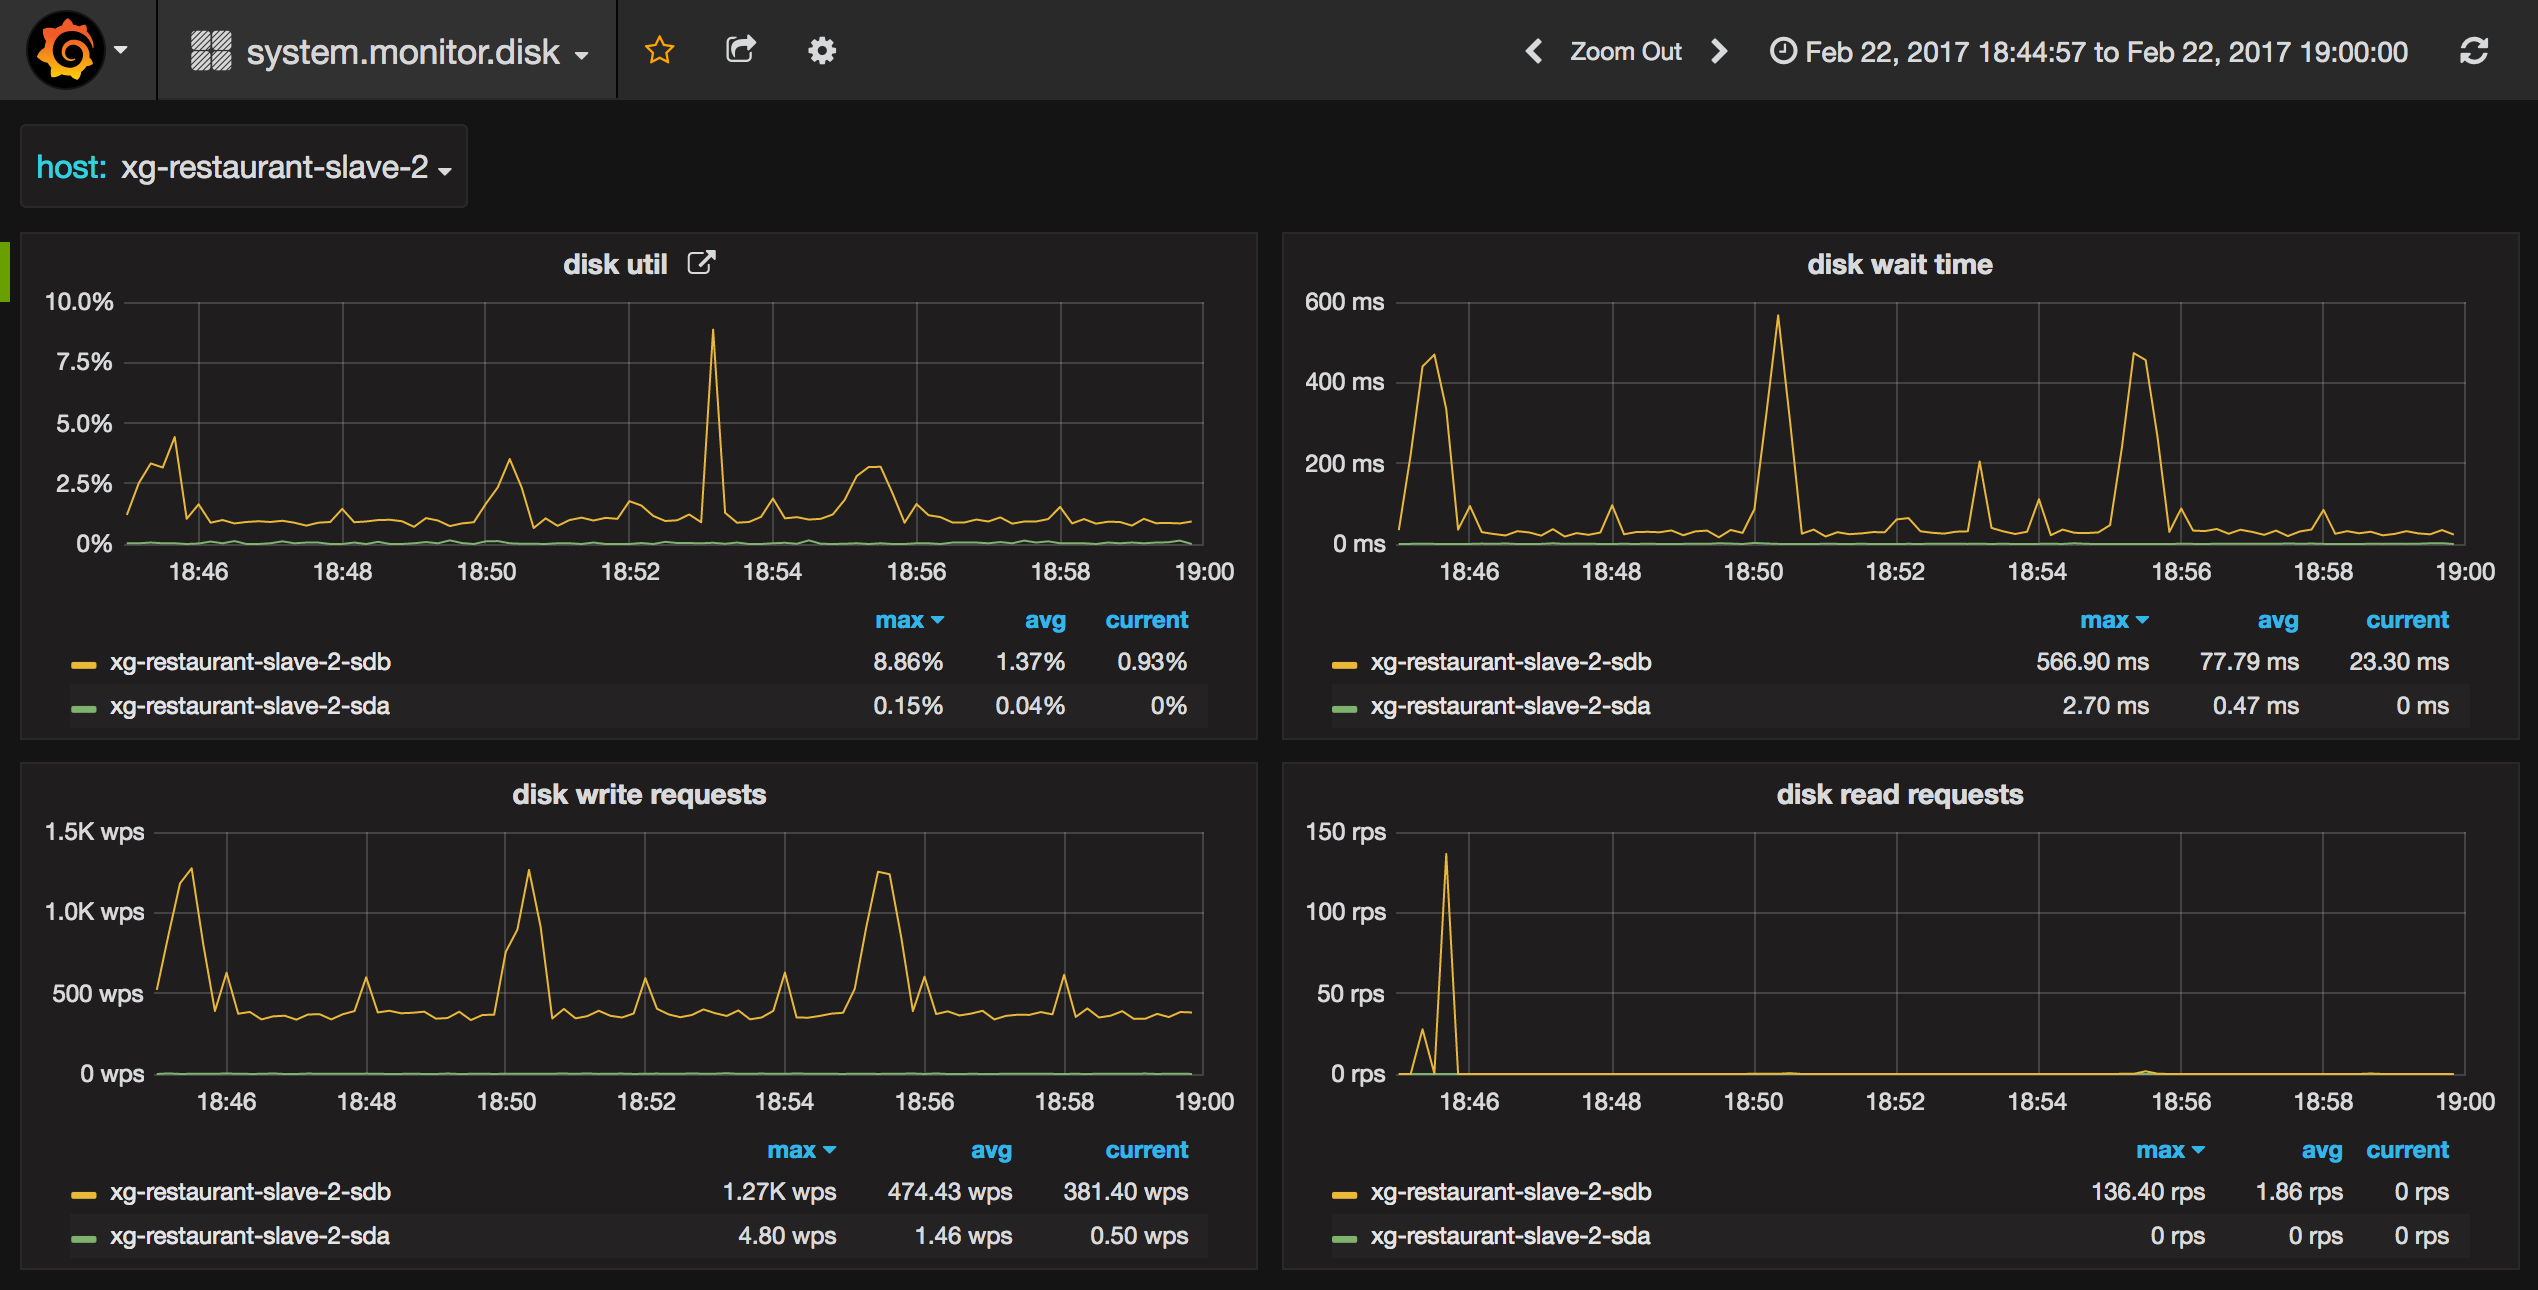 system.monitor.disk
Zoom Out
Feb 22, 2017 18:44:57 to Feb 22, 2017 19:00:00
host: xg-restaurant-slave-2
disk util
10.0%
7.5%
5.0%
2.5%
0%
18:46 18:48 18:50 18:52 18:54 18:56 18:58 19:00
max avg current
xg-restaurant-slave-2-sdb 8.86% 1.37% 0.93%
xg-restaurant-slave-2-sda 0.15% 0.04% 0%
disk wait time
600 ms
400 ms
200 ms
0 ms
18:46 18:48 18:50 18:52 18:54 18:56 18:58 19:00
max avg current
xg-restaurant-slave-2-sdb 566.90 ms 77.79 ms 23.30 ms
xg-restaurant-slave-2-sda 2.70 ms 0.47 ms 0 ms
disk write requests
1.5K wps
1.0K wps
500 wps
0 wps
18:46 18:48 18:50 18:52 18:54 18:56 18:58 19:00
max avg current
xg-restaurant-slave-2-sdb 1.27K wps 474.43 wps 381.40 wps
xg-restaurant-slave-2-sda 4.80 wps 1.46 wps 0.50 wps
disk read requests
150 rps
100 rps
50 rps
0 rps
18:46 18:48 18:50 18:52 18:54 18:56 18:58 19:00
max avg current
xg-restaurant-slave-2-sdb 136.40 rps 1.86 rps 0 rps
xg-restaurant-slave-2-sda 0 rps 0 rps 0 rps